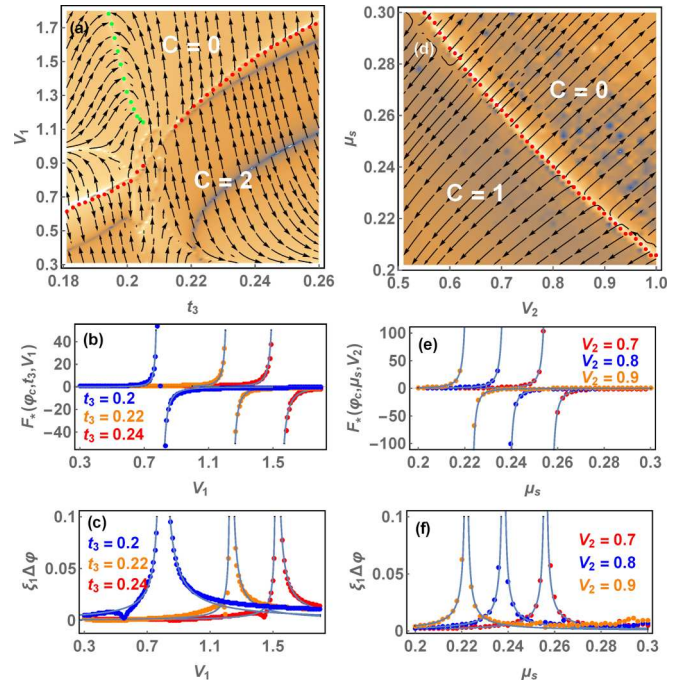 (a)
C = 0
C = 2
V₁
1.7
1.5
1.3
1.1
0.9
0.7
0.5
0.3
0.18 0.20 0.22 0.24 0.26
t₃
(d)
C = 0
C = 1
μₛ
0.30
0.28
0.26
0.24
0.22
0.2
0.5 0.6 0.7 0.8 0.9 1.0
V₂
(b)
F⁎(φ_c,t₃,V₁)
40
20
0
-20
-40
t₃ = 0.2
t₃ = 0.22
t₃ = 0.24
0.3 0.7 1.1 1.5
V₁
(e)
F⁎(φ_c,μₛ,V₂)
100
50
0
-50
-100
V₂ = 0.7
V₂ = 0.8
V₂ = 0.9
0.2 0.22 0.24 0.26 0.28 0.3
μₛ
(c)
ξ₁Δφ
0.1
0.05
0
t₃ = 0.2
t₃ = 0.22
t₃ = 0.24
0.3 0.7 1.1 1.5
V₁
(f)
ξ₁Δφ
0.1
0.05
0
V₂ = 0.7
V₂ = 0.8
V₂ = 0.9
0.2 0.22 0.24 0.26 0.28 0.3
μₛ